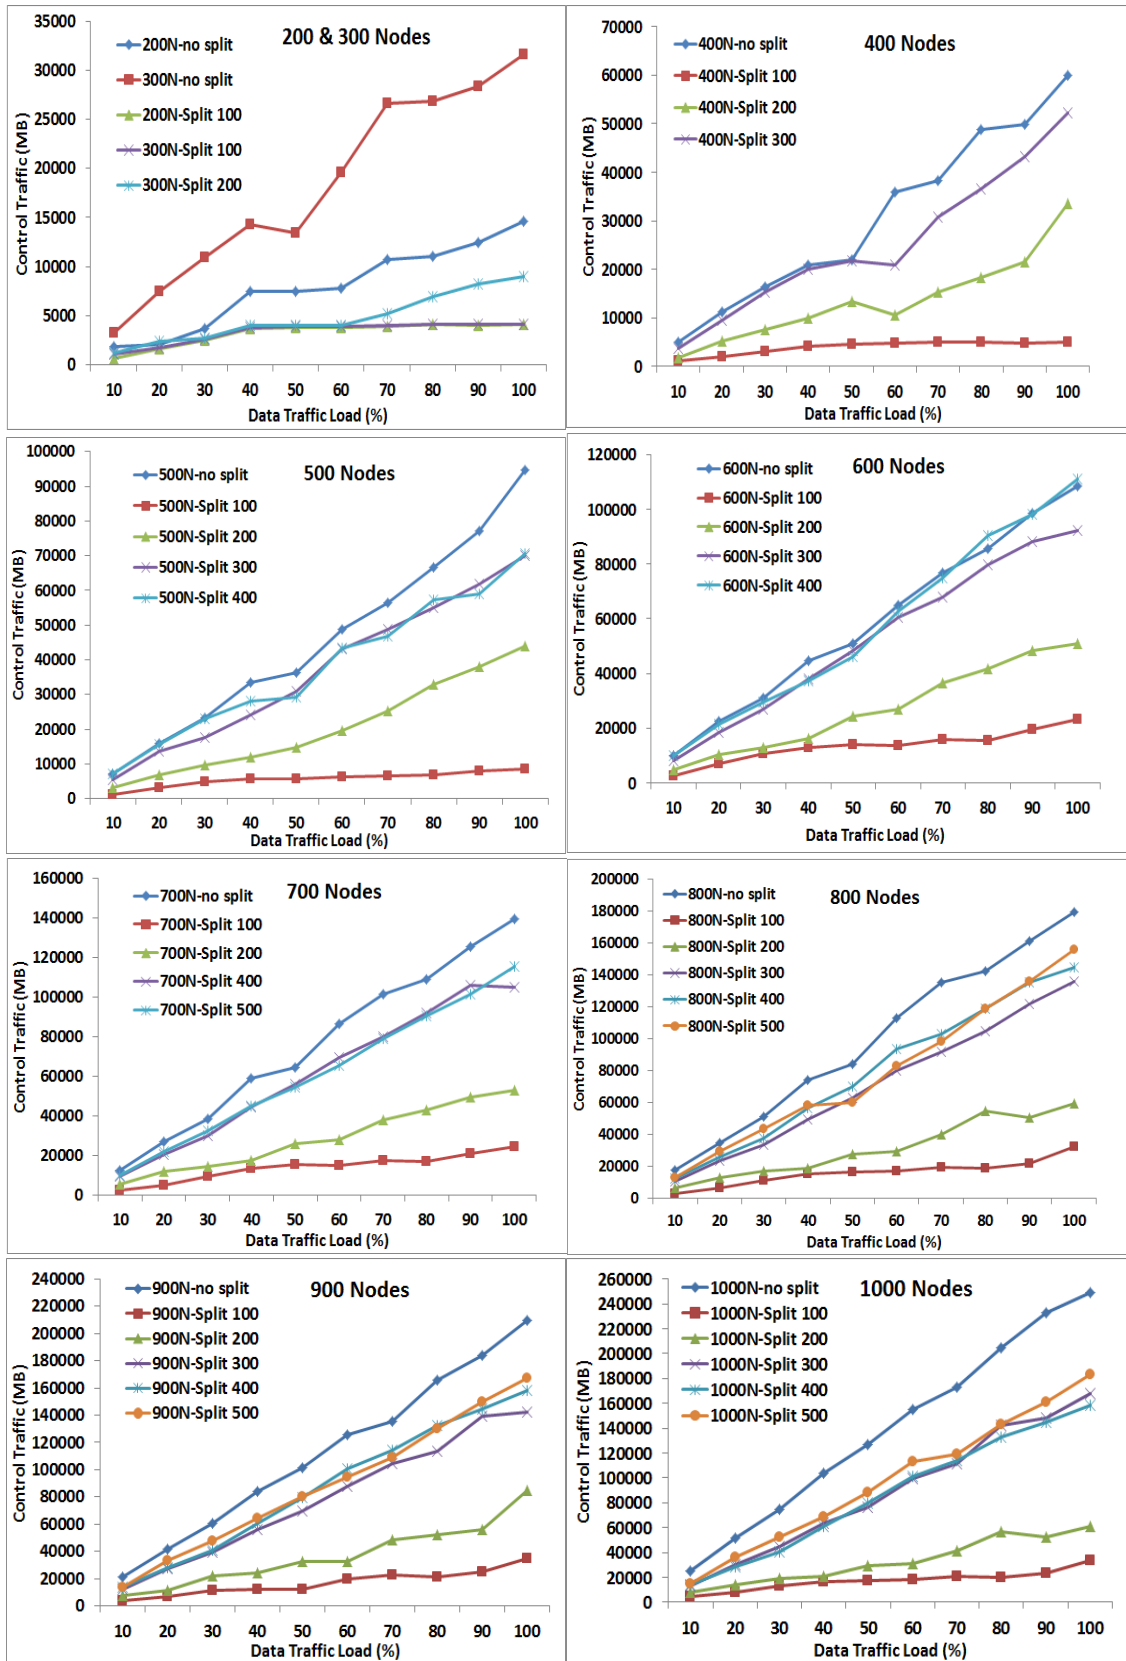 200 & 300 Nodes
200N-no split
300N-no split
200N-Split 100
300N-Split 100
300N-Split 200
Control Traffic (MB)
35000
30000
25000
20000
15000
10000
5000
0
10 20 30 40 50 60 70 80 90 100
Data Traffic Load (%)
400 Nodes
400N-no split
400N-Split 100
400N-Split 200
400N-Split 300
Control Traffic (MB)
70000
60000
50000
40000
30000
20000
10000
0
10 20 30 40 50 60 70 80 90 100
Data Traffic Load (%)
500 Nodes
500N-no split
500N-Split 100
500N-Split 200
500N-Split 300
500N-Split 400
Control Traffic (MB)
100000
90000
80000
70000
60000
50000
40000
30000
20000
10000
0
10 20 30 40 50 60 70 80 90 100
Data Traffic Load (%)
600 Nodes
600N-no split
600N-Split 100
600N-Split 200
600N-Split 300
600N-Split 400
Control Traffic (MB)
120000
100000
80000
60000
40000
20000
0
10 20 30 40 50 60 70 80 90 100
Data Traffic Load (%)
700 Nodes
700N-no split
700N-Split 100
700N-Split 200
700N-Split 400
700N-Split 500
Control Traffic (MB)
160000
140000
120000
100000
80000
60000
40000
20000
0
10 20 30 40 50 60 70 80 90 100
Data Traffic Load (%)
800 Nodes
800N-no split
800N-Split 100
800N-Split 200
800N-Split 300
800N-Split 400
800N-Split 500
Control Traffic (MB)
200000
180000
160000
140000
120000
100000
80000
60000
40000
20000
0
10 20 30 40 50 60 70 80 90 100
Data Traffic Load (%)
900 Nodes
900N-no split
900N-Split 100
900N-Split 200
900N-Split 300
900N-Split 400
900N-Split 500
Control Traffic (MB)
240000
220000
200000
180000
160000
140000
120000
100000
80000
60000
40000
20000
0
10 20 30 40 50 60 70 80 90 100
Data Traffic Load (%)
1000 Nodes
1000N-no split
1000N-Split 100
1000N-Split 200
1000N-Split 300
1000N-Split 400
1000N-Split 500
Control Traffic (MB)
260000
240000
220000
200000
180000
160000
140000
120000
100000
80000
60000
40000
20000
0
10 20 30 40 50 60 70 80 90 100
Data Traffic Load (%)